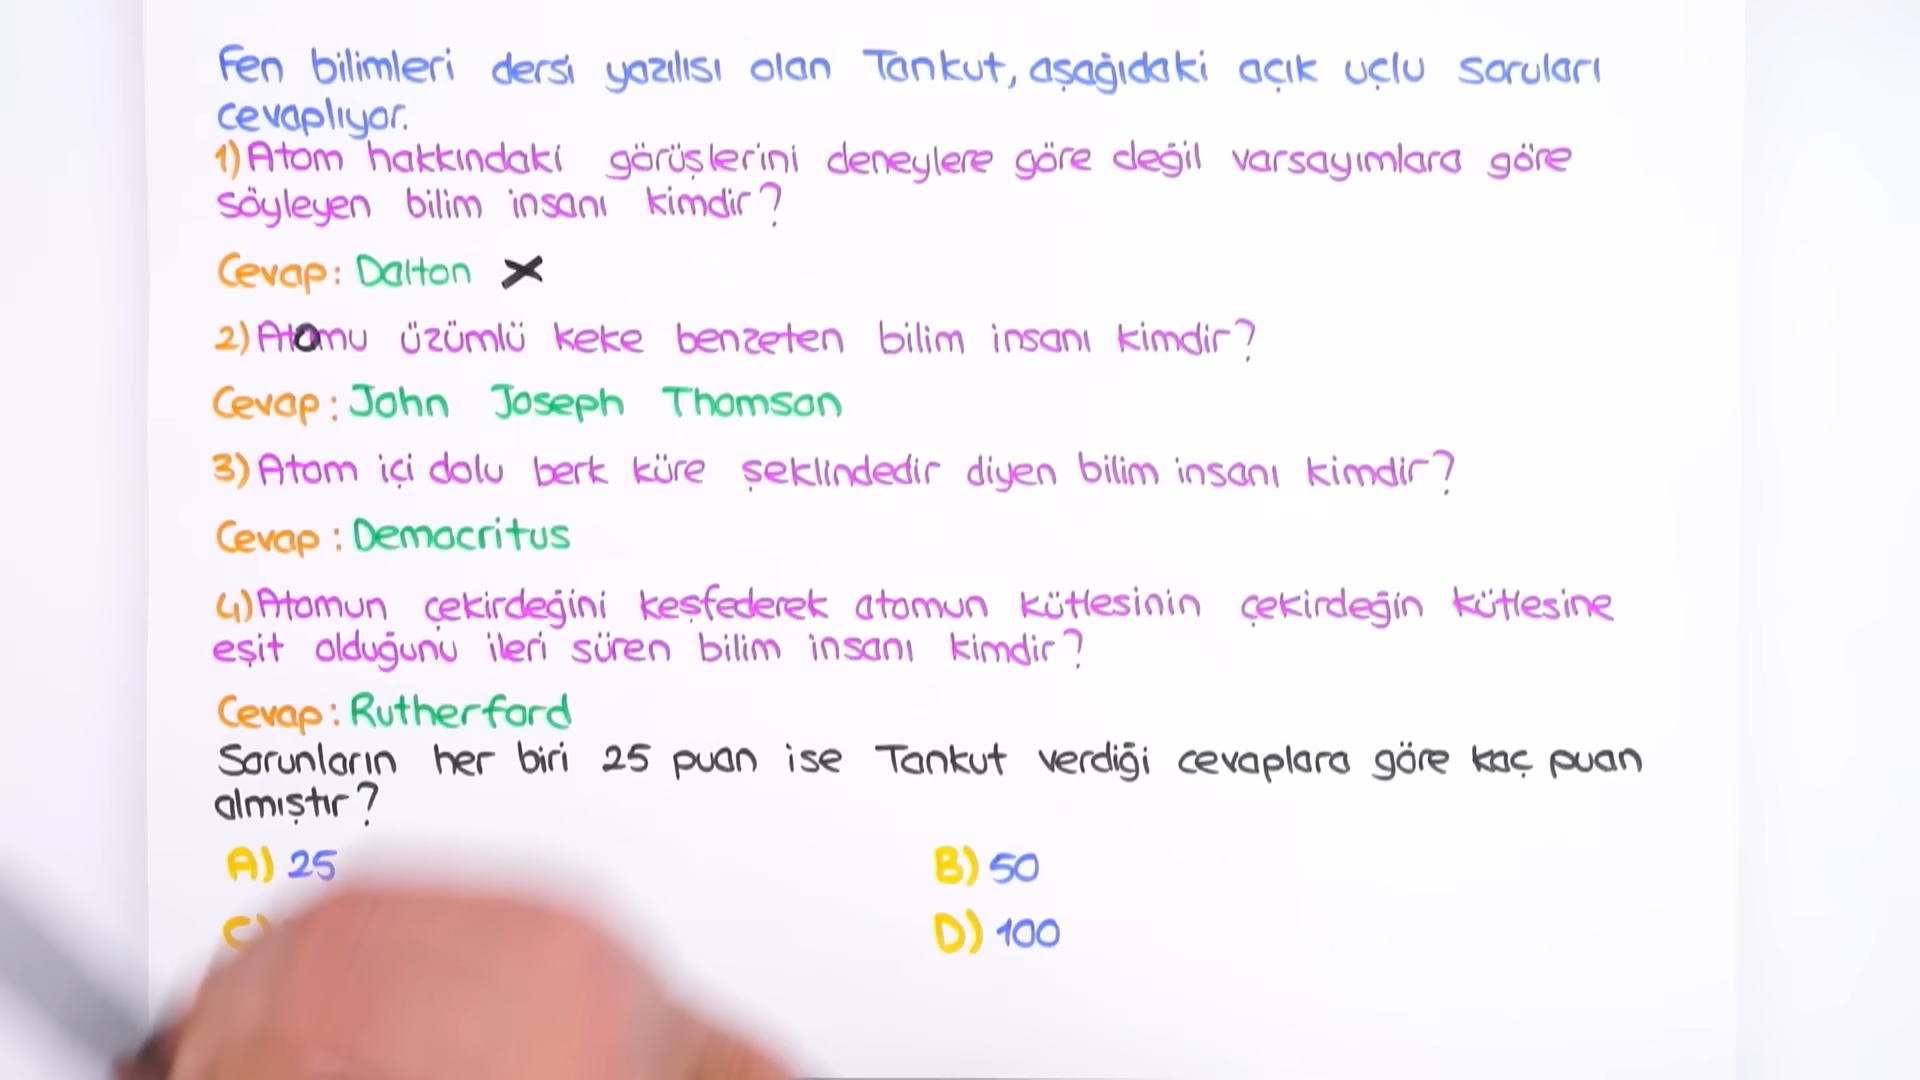 Fen bilimleri dersi yazılısı olan Tankut, aşağıdaki açık uçlu soruları
cevaplıyor.
1) Atom hakkındaki görüşlerini deneylere göre değil varsayımlara göre
söyleyen bilim insanı kimdir?
Cevap: Dalton X
2) Atomu üzümlü keke benzeten bilim insanı kimdir?
Cevap: John Joseph Thomson
3) Atom içi dolu berk küre şeklindedir diyen bilim insanı kimdir?
Cevap: Democritus
4) Atomun çekirdeğini keşfederek atomun kütlesinin çekirdeğin kütlesine
eşit olduğunu ileri süren bilim insanı kimdir?
Cevap: Rutherford
Sorunların her biri 25 puan ise Tankut verdiği cevaplara göre kaç puan
almıştır?
A) 25 B) 50
C) D) 100